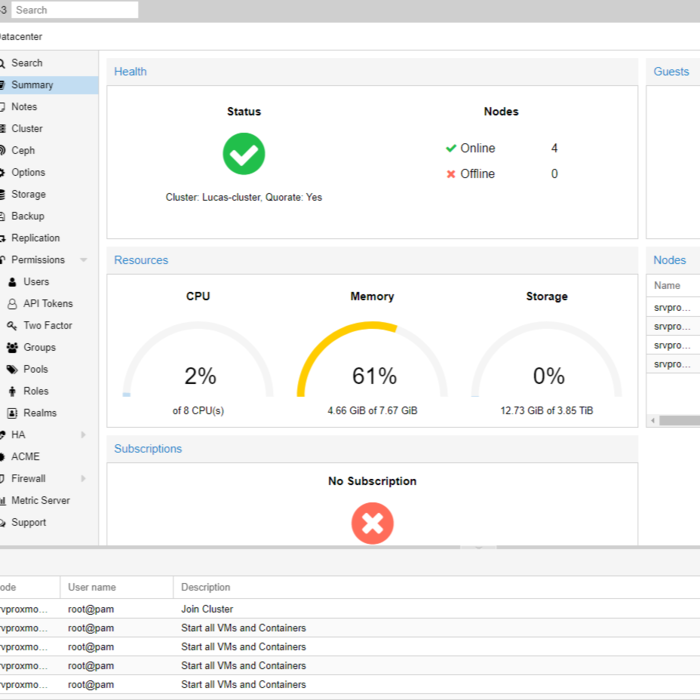 3 Search
atacenter
Search
Summary
Notes
Cluster
Ceph
Options
Storage
Backup
Replication
Permissions
Users
API Tokens
Two Factor
Groups
Pools
Roles
Realms
HA
ACME
Firewall
Metric Server
Support
Health
Status
Cluster: Lucas-cluster, Quorate: Yes
Nodes
Online 4
Offline 0
Guests
Resources
CPU
2%
of 8 CPU(s)
Memory
61%
4.66 GiB of 7.67 GiB
Storage
0%
12.73 GiB of 3.85 TiB
Nodes
Name
srvpro...
srvpro...
srvpro...
srvpro...
Subscriptions
No Subscription
ode User name Description
rvproxmo... root@pam Join Cluster
rvproxmo... root@pam Start all VMs and Containers
rvproxmo... root@pam Start all VMs and Containers
rvproxmo... root@pam Start all VMs and Containers
rvproxmo... root@pam Start all VMs and Containers